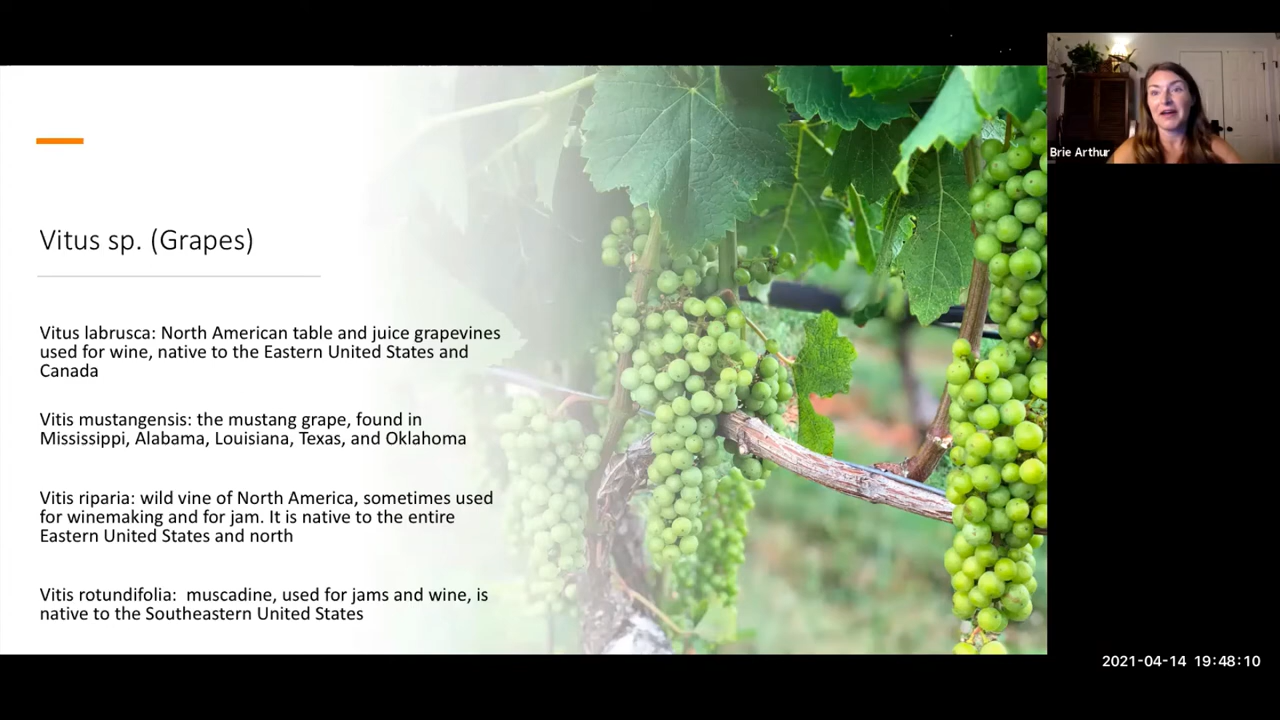 Vitus sp. (Grapes)
Vitus labrusca: North American table and juice grapevines
used for wine, native to the Eastern United States and
Canada
Vitis mustangensis: the mustang grape, found in
Mississippi, Alabama, Louisiana, Texas, and Oklahoma
Vitis riparia: wild vine of North America, sometimes used
for winemaking and for jam. It is native to the entire
Eastern United States and north
Vitis rotundifolia:  muscadine, used for jams and wine, is
native to the Southeastern United States
Brie Arthur
2021-04-14 19:48:10